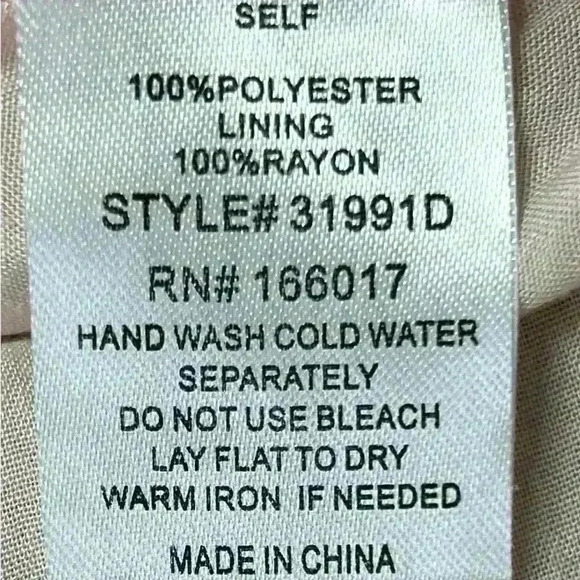 SELF
100%POLYESTER
LINING
100%RAYON
STYLE# 31991D
RN# 166017
HAND WASH COLD WATER
SEPARATELY
DO NOT USE BLEACH
LAY FLAT TO DRY
WARM IRON IF NEEDED
MADE IN CHINA